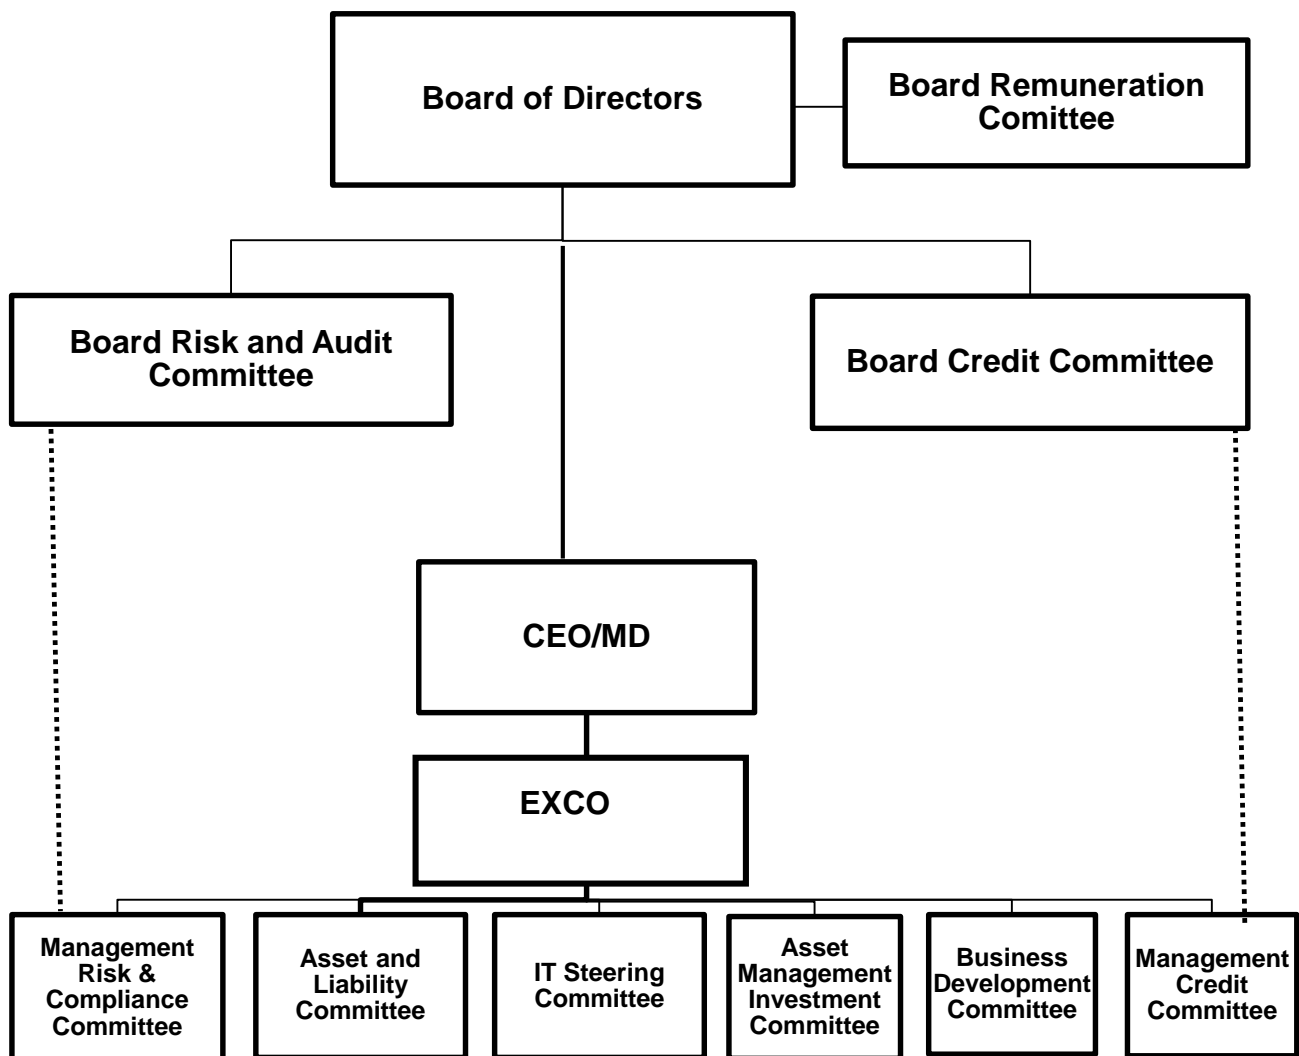 Board of Directors
Board Remuneration
Comittee
Board Risk and Audit
Committee
Board Credit Committee
CEO/MD
EXCO
Management
Risk &
Compliance
Committee
Asset and
Liability
Committee
IT Steering
Committee
Asset
Management
Investment
Committee
Business
Development
Committee
Management
Credit
Committee